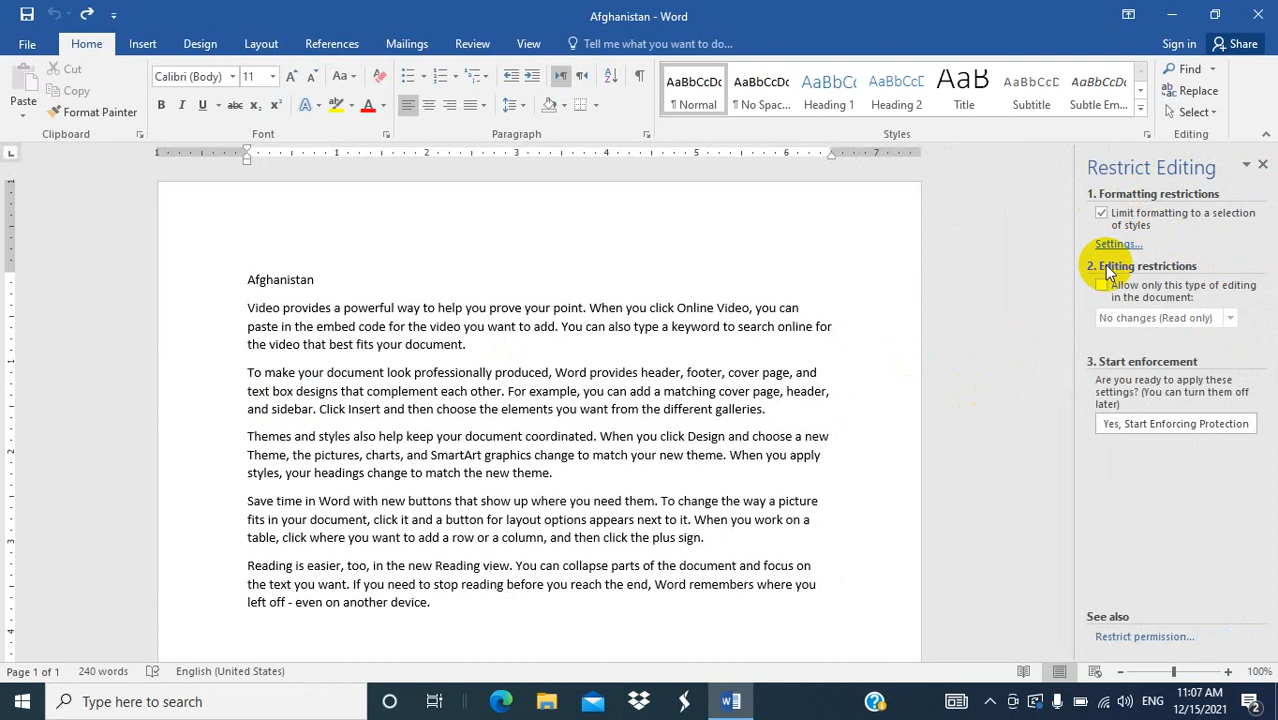 Afghanistan - Word
File Home Insert Design Layout References Mailings Review View Tell me what you want to do... Sign in Share
Paste
Cut
Copy
Format Painter
Clipboard
Calibri (Body) 11
Font
Paragraph
AaBbCcDc AaBbCcDc AaBbCc AaBbCcD AaB AaBbCcD AaBbCcDc
¶ Normal ¶ No Spac... Heading 1 Heading 2 Title Subtitle Subtle Em...
Styles
Find
Replace
Select
Editing
1 1 2 3 4 5 6 7
Afghanistan
Video provides a powerful way to help you prove your point. When you click Online Video, you can
paste in the embed code for the video you want to add. You can also type a keyword to search online for
the video that best fits your document.
To make your document look professionally produced, Word provides header, footer, cover page, and
text box designs that complement each other. For example, you can add a matching cover page, header,
and sidebar. Click Insert and then choose the elements you want from the different galleries.
Themes and styles also help keep your document coordinated. When you click Design and choose a new
Theme, the pictures, charts, and SmartArt graphics change to match your new theme. When you apply
styles, your headings change to match the new theme.
Save time in Word with new buttons that show up where you need them. To change the way a picture
fits in your document, click it and a button for layout options appears next to it. When you work on a
table, click where you want to add a row or a column, and then click the plus sign.
Reading is easier, too, in the new Reading view. You can collapse parts of the document and focus on
the text you want. If you need to stop reading before you reach the end, Word remembers where you
left off - even on another device.
Restrict Editing
1. Formatting restrictions
Limit formatting to a selection
of styles
Settings...
2. Editing restrictions
Allow only this type of editing
in the document:
No changes (Read only)
3. Start enforcement
Are you ready to apply these
settings? (You can turn them off
later)
Yes, Start Enforcing Protection
See also
Restrict permission...
Page 1 of 1 240 words English (United States) 100%
Type here to search
ENG
11:07 AM
12/15/2021
2